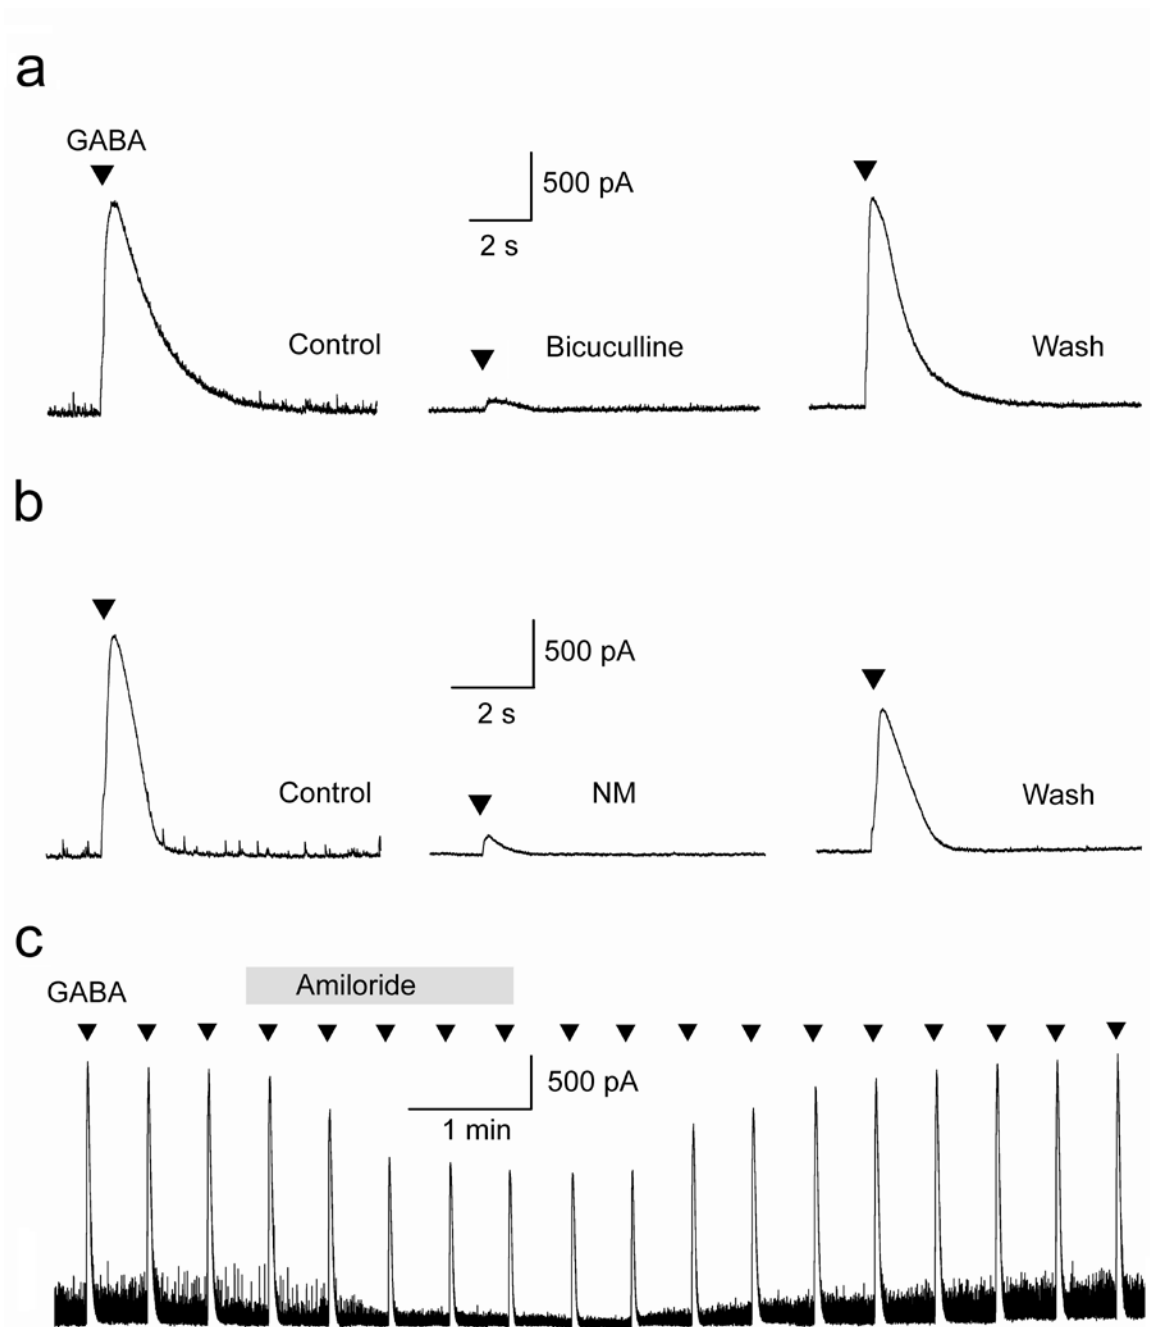 a
GABA
500 pA
2 s
Control
Bicuculline
Wash
b
500 pA
2 s
Control
NM
Wash
c
Amiloride
GABA
500 pA
1 min